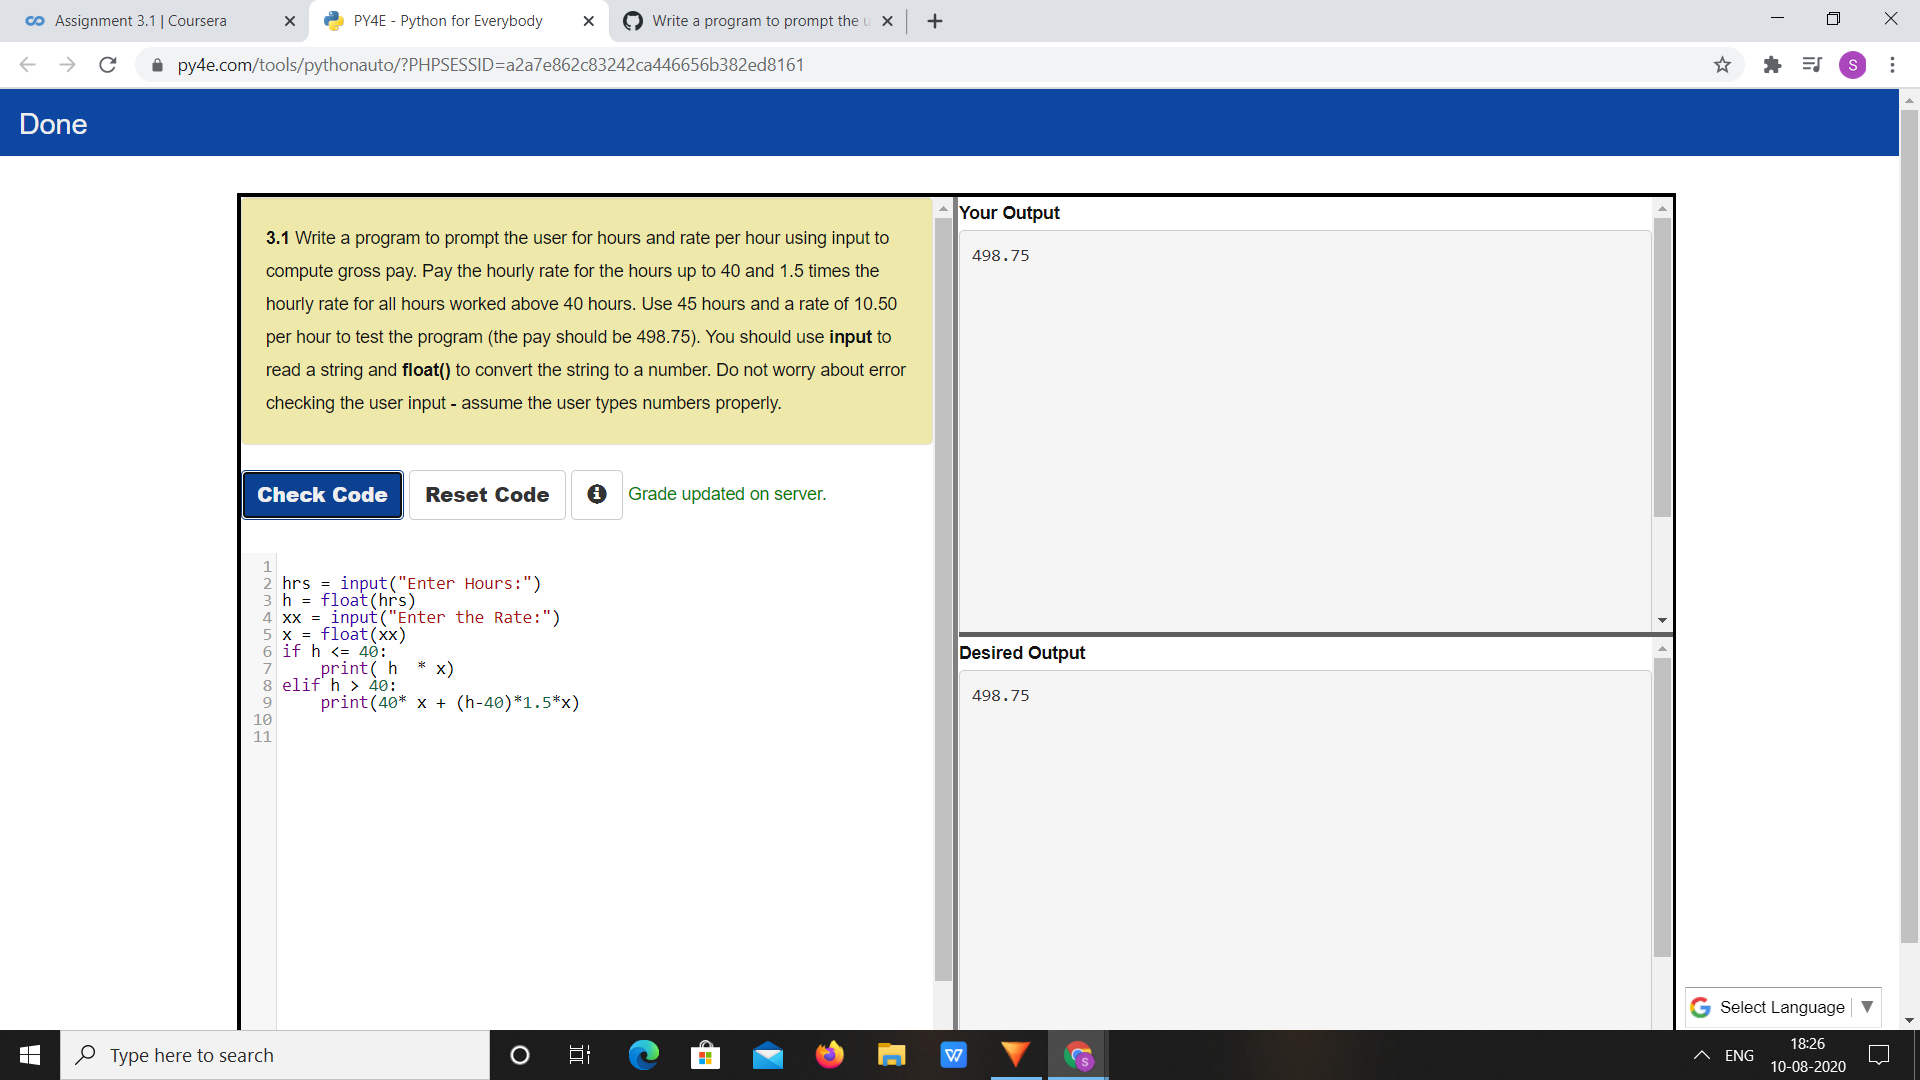 Assignment 3.1 | Coursera
PY4E - Python for Everybody
Write a program to prompt the u
py4e.com/tools/pythonauto/?PHPSESSID=a2a7e862c83242ca446656b382ed8161
S
Done
3.1 Write a program to prompt the user for hours and rate per hour using input to
compute gross pay. Pay the hourly rate for the hours up to 40 and 1.5 times the
hourly rate for all hours worked above 40 hours. Use 45 hours and a rate of 10.50
per hour to test the program (the pay should be 498.75). You should use input to
read a string and float() to convert the string to a number. Do not worry about error
checking the user input - assume the user types numbers properly.
Check Code
Reset Code
Grade updated on server.
1
2 hrs = input("Enter Hours:")
3 h = float(hrs)
4 xx = input("Enter the Rate:")
5 x = float(xx)
6 if h <= 40:
7     print( h  * x)
8 elif h > 40:
9     print(40* x + (h-40)*1.5*x)
10
11
Your Output
498.75
Desired Output
498.75
Select Language
Type here to search
W
S
ENG
18:26
10-08-2020